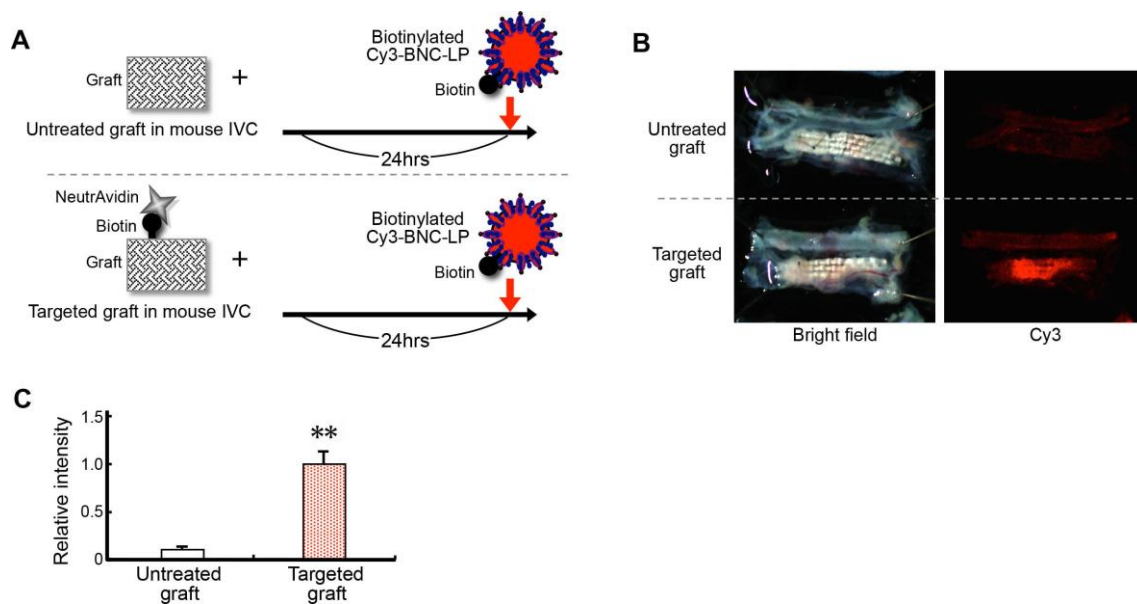 A
Graft
+
Biotinylated
Cy3-BNC-LP
Biotin
Untreated graft in mouse IVC
24hrs
NeutrAvidin
Biotin
Graft
+
Biotinylated
Cy3-BNC-LP
Biotin
Targeted graft in mouse IVC
24hrs
B
Untreated
graft
Targeted
graft
Bright field
Cy3
C
Relative intensity
1.5
1.0
0.5
0
**
Untreated
graft
Targeted
graft